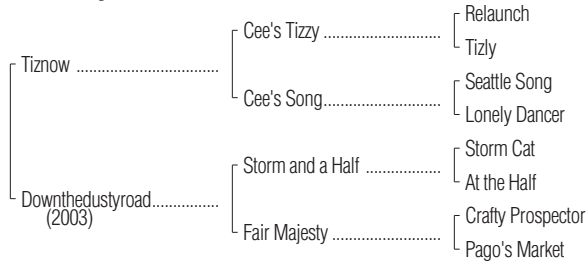 Relaunch
Cee's Tizzy ........................
Tizly
Tiznow .............................
Seattle Song
Cee's Song........................
Lonely Dancer
Storm Cat
Storm and a Half ...............
At the Half
Downthedustyroad.............
(2003)
Crafty Prospector
Fair Majesty ......................
Pago's Market